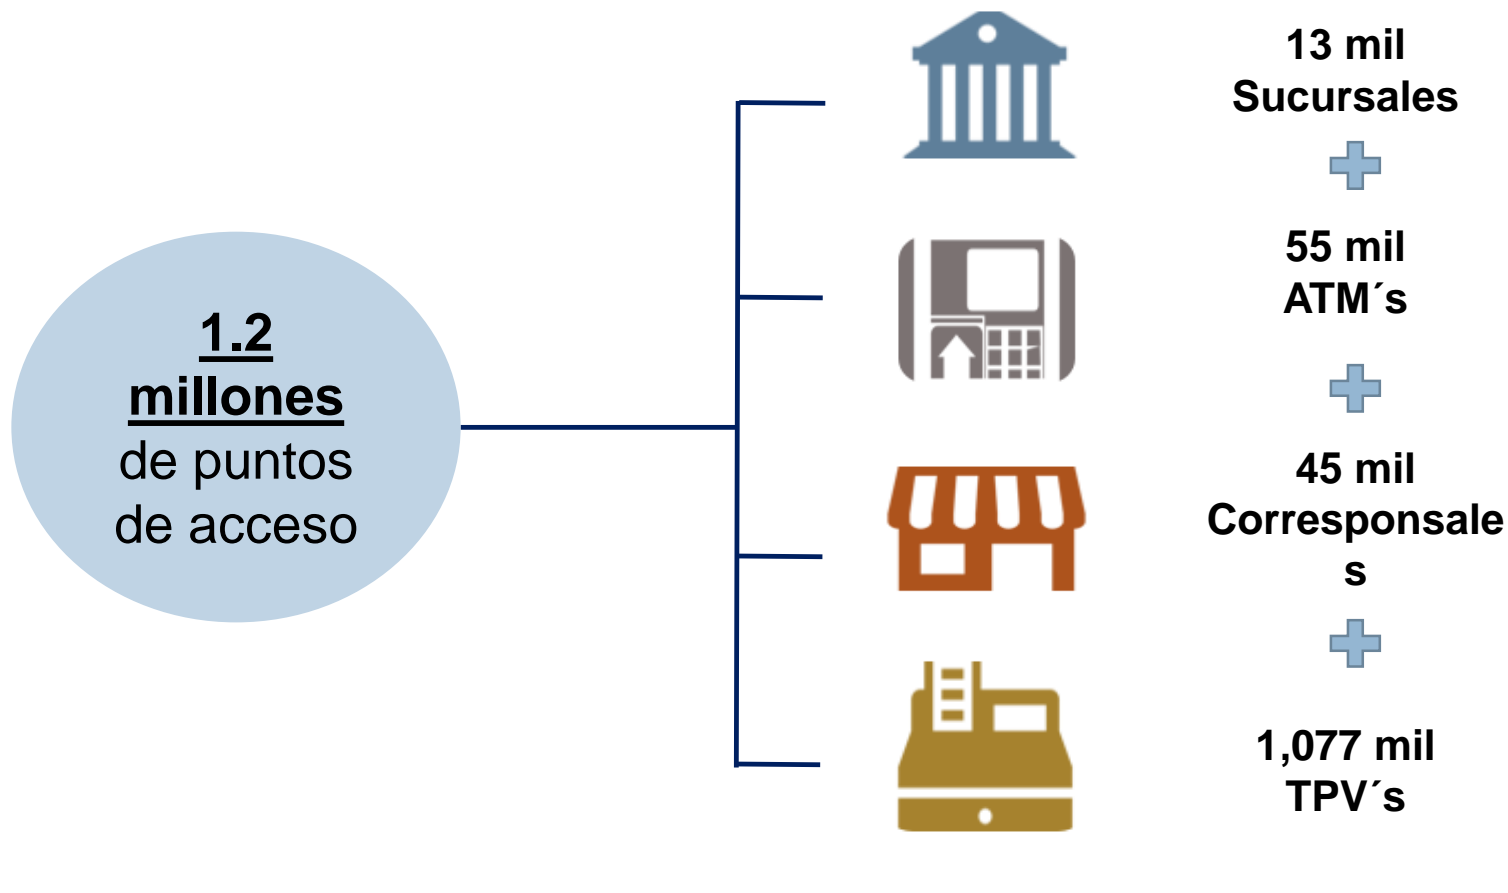 1.2
millones
de puntos
de acceso
13 mil
Sucursales
55 mil
ATM´s
45 mil
Corresponsale
s
1,077 mil
TPV´s